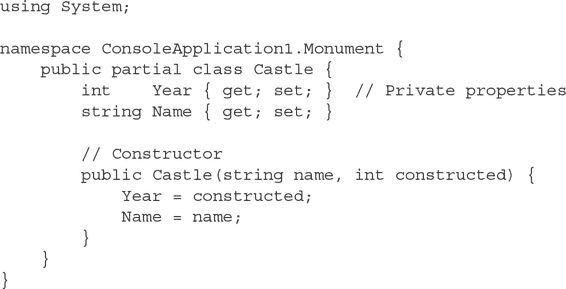 using System;

namespace ConsoleApplication1.Monument {
    public partial class Castle {
        int    Year { get; set; }  // Private properties
        string Name { get; set; }

        // Constructor
        public Castle(string name, int constructed) {
            Year = constructed;
            Name = name;
        }
    }
}